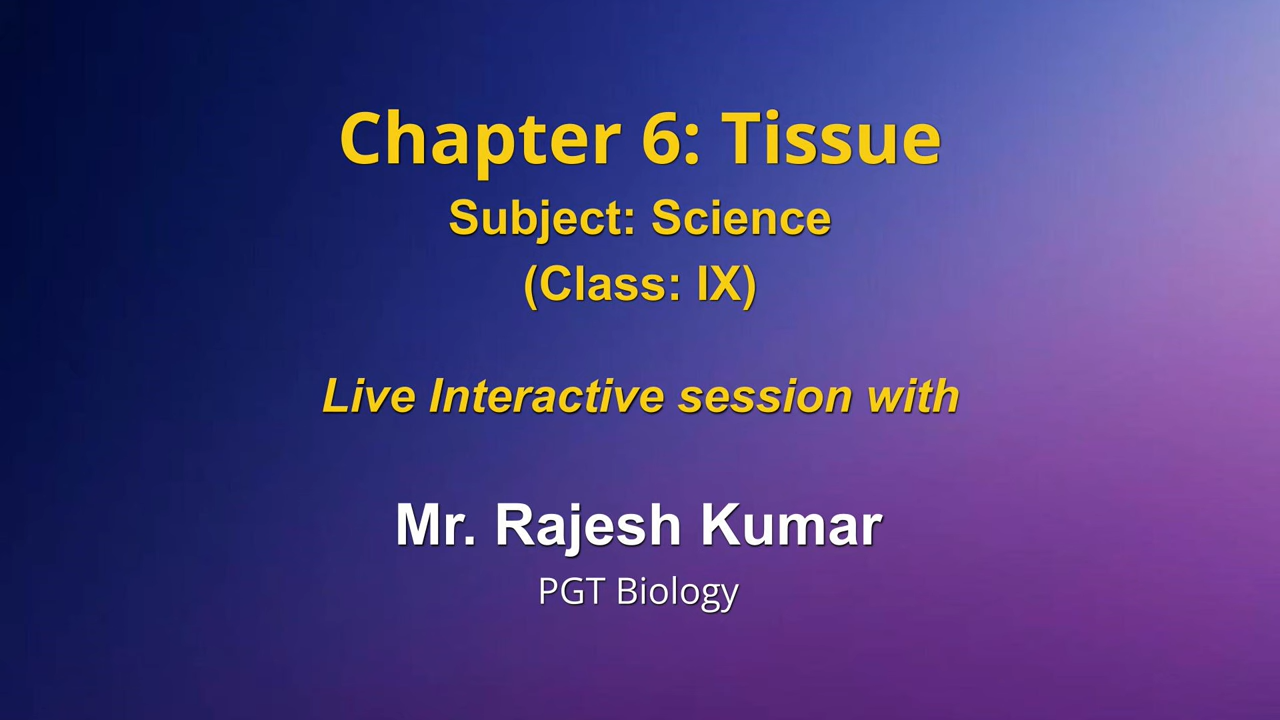 Chapter 6: Tissue
Subject: Science
(Class: IX)
Live Interactive session with
Mr. Rajesh Kumar
PGT Biology